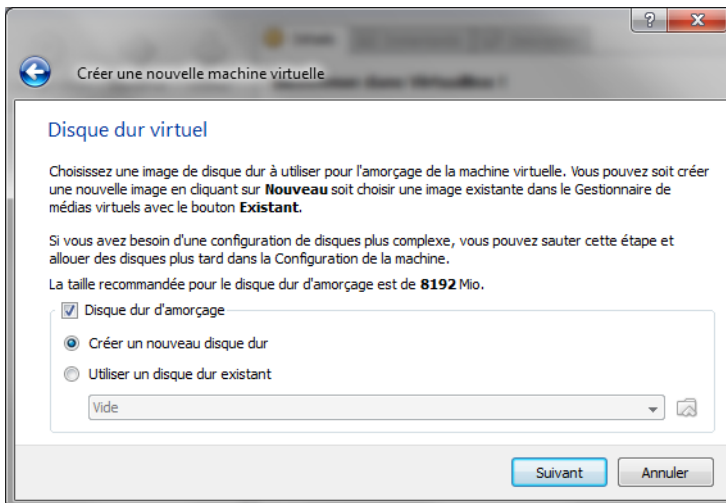 Créer une nouvelle machine virtuelle
Disque dur virtuel
Choisissez une image de disque dur à utiliser pour l'amorçage de la machine virtuelle. Vous pouvez soit créer
une nouvelle image en cliquant sur Nouveau soit choisir une image existante dans le Gestionnaire de
médias virtuels avec le bouton Existant.
Si vous avez besoin d'une configuration de disques plus complexe, vous pouvez sauter cette étape et
allouer des disques plus tard dans la Configuration de la machine.
La taille recommandée pour le disque dur d'amorçage est de 8192 Mio.
Disque dur d'amorçage
Créer un nouveau disque dur
Utiliser un disque dur existant
Vide
Suivant
Annuler